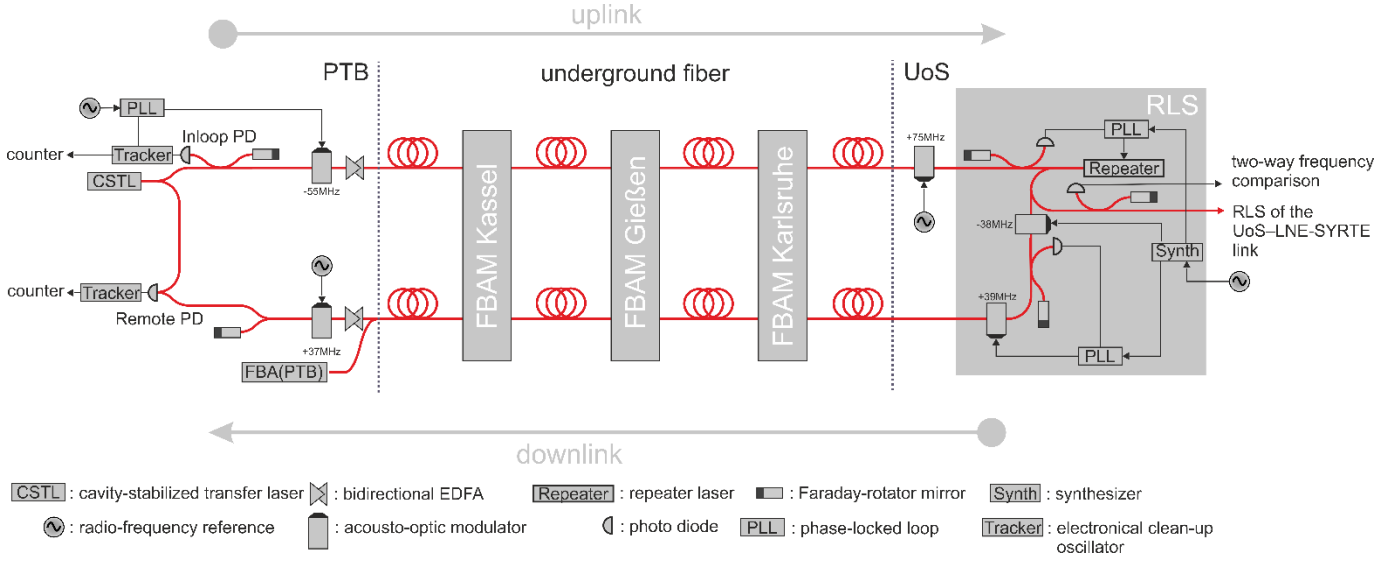 uplink
PTB
underground fiber
UoS
RLS
PLL
Inloop PD
counter
Tracker
CSTL
-55MHz
FBAM Kassel
FBAM Gießen
FBAM Karlsruhe
+75MHz
PLL
Repeater
two-way frequency
comparison
RLS of the
UoS–LNE-SYRTE
link
-38MHz
Synth
counter
Tracker
Remote PD
+37MHz
FBA(PTB)
+39MHz
PLL
downlink
CSTL : cavity-stabilized transfer laser
: bidirectional EDFA
Repeater : repeater laser
: Faraday-rotator mirror
Synth : synthesizer
: radio-frequency reference
: acousto-optic modulator
: photo diode
PLL : phase-locked loop
Tracker : electronical clean-up
oscillator